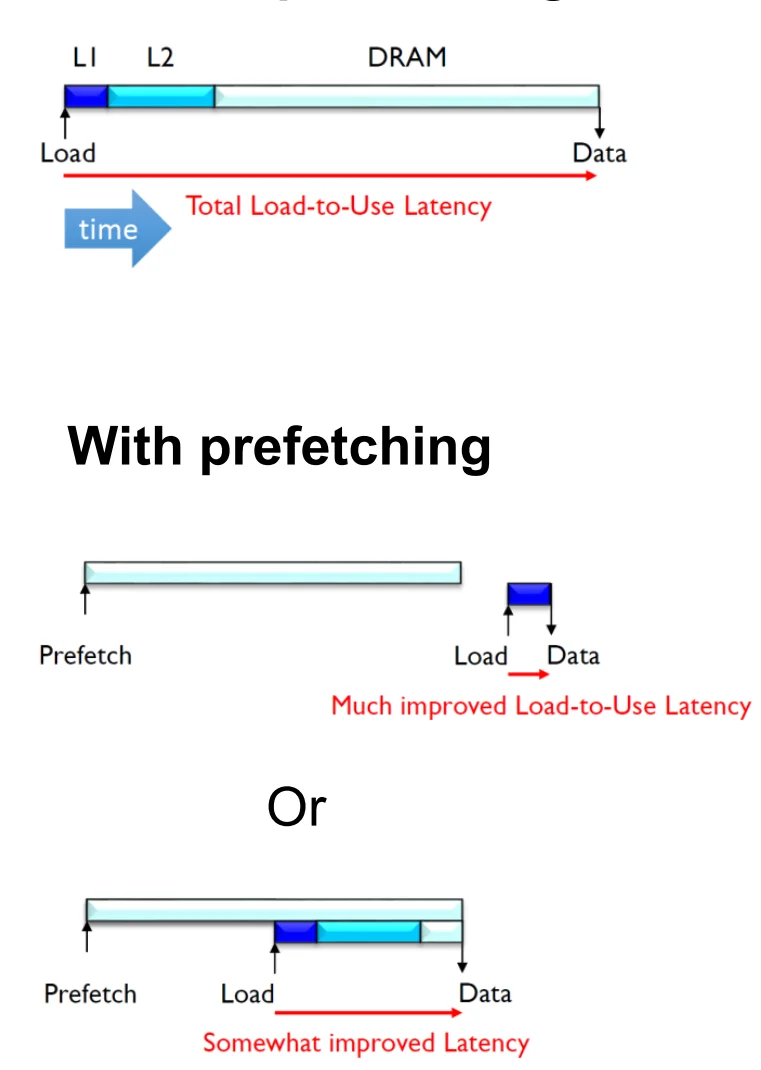 L1 L2 DRAM
Load Data
Total Load-to-Use Latency
time
With prefetching
Prefetch Load Data
Much improved Load-to-Use Latency
Or
Prefetch Load Data
Somewhat improved Latency